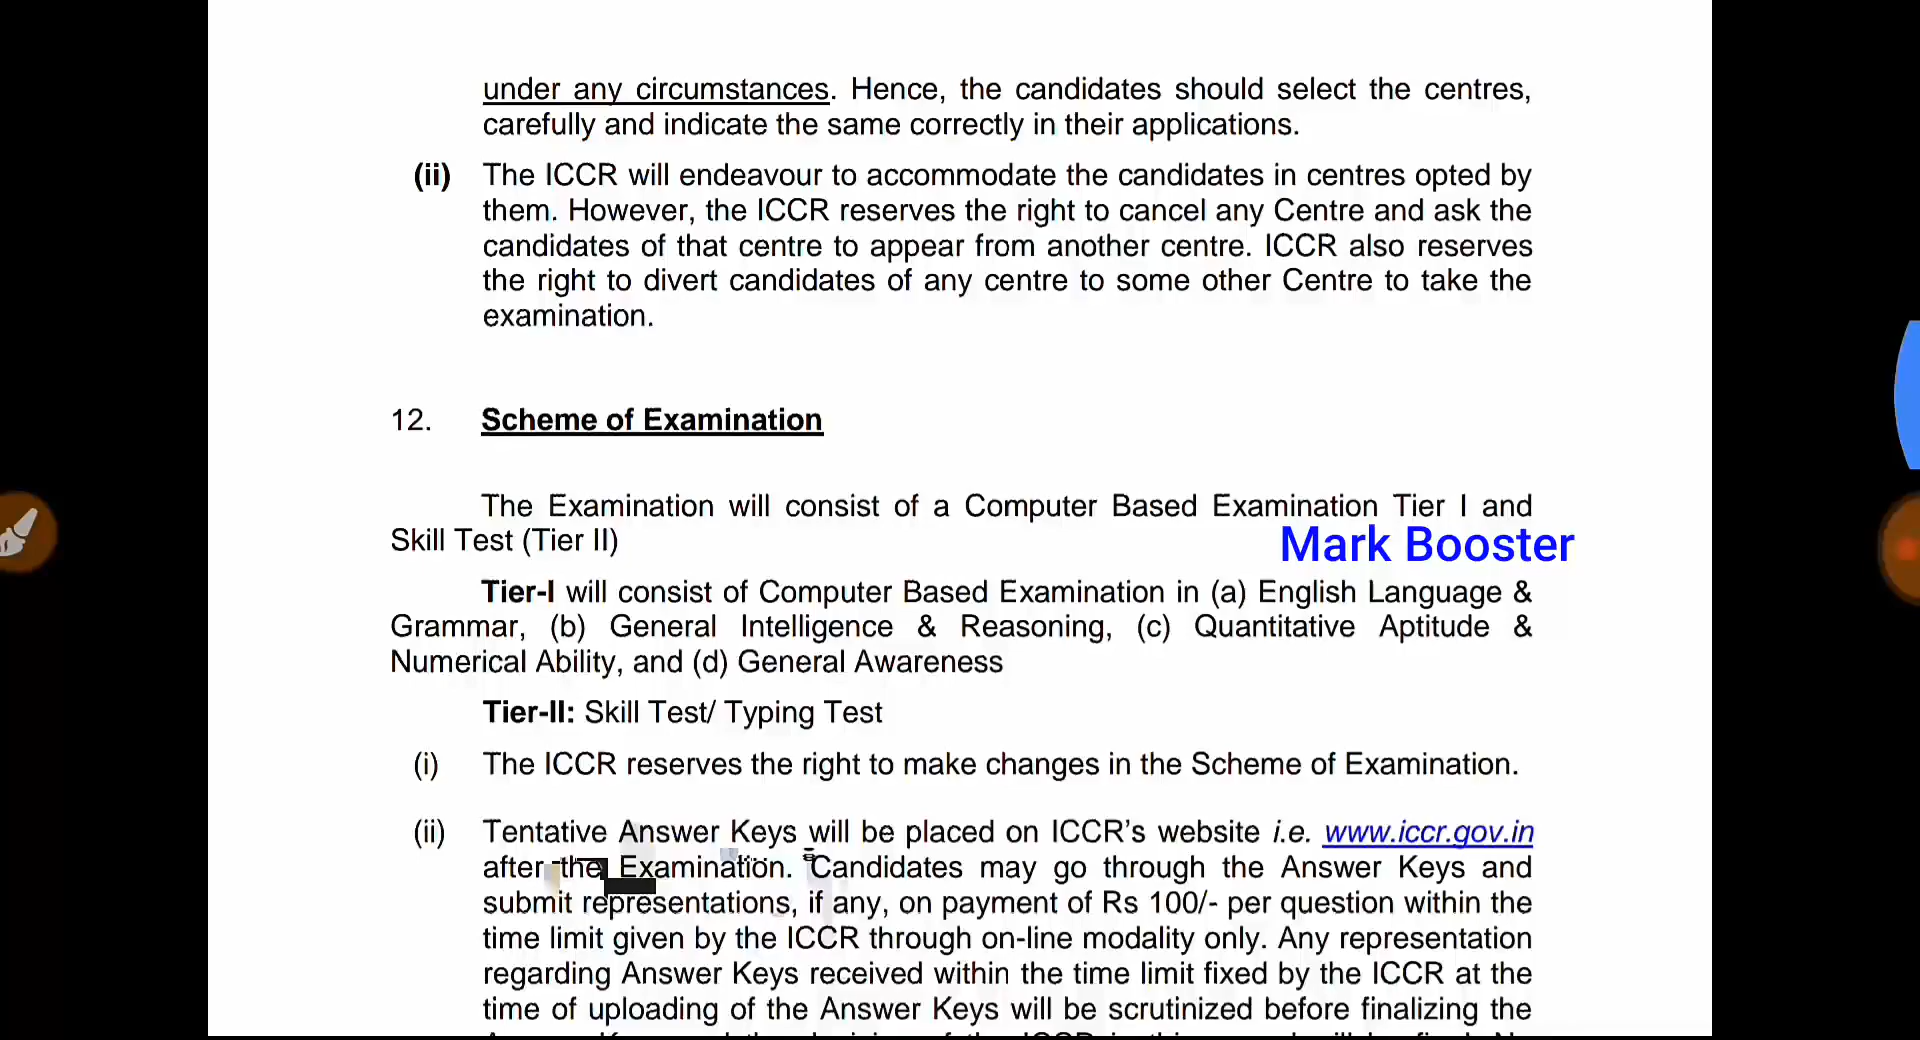 under any circumstances. Hence, the candidates should select the centres,
carefully and indicate the same correctly in their applications.
(ii) The ICCR will endeavour to accommodate the candidates in centres opted by
them. However, the ICCR reserves the right to cancel any Centre and ask the
candidates of that centre to appear from another centre. ICCR also reserves
the right to divert candidates of any centre to some other Centre to take the
examination.
12. Scheme of Examination
The Examination will consist of a Computer Based Examination Tier I and
Skill Test (Tier II)
Mark Booster
Tier-I will consist of Computer Based Examination in (a) English Language &
Grammar, (b) General Intelligence & Reasoning, (c) Quantitative Aptitude &
Numerical Ability, and (d) General Awareness
Tier-II: Skill Test/ Typing Test
(i) The ICCR reserves the right to make changes in the Scheme of Examination.
(ii) Tentative Answer Keys will be placed on ICCR's website i.e. www.iccr.gov.in
after the Examination. Candidates may go through the Answer Keys and
submit representations, if any, on payment of Rs 100/- per question within the
time limit given by the ICCR through on-line modality only. Any representation
regarding Answer Keys received within the time limit fixed by the ICCR at the
time of uploading of the Answer Keys will be scrutinized before finalizing the